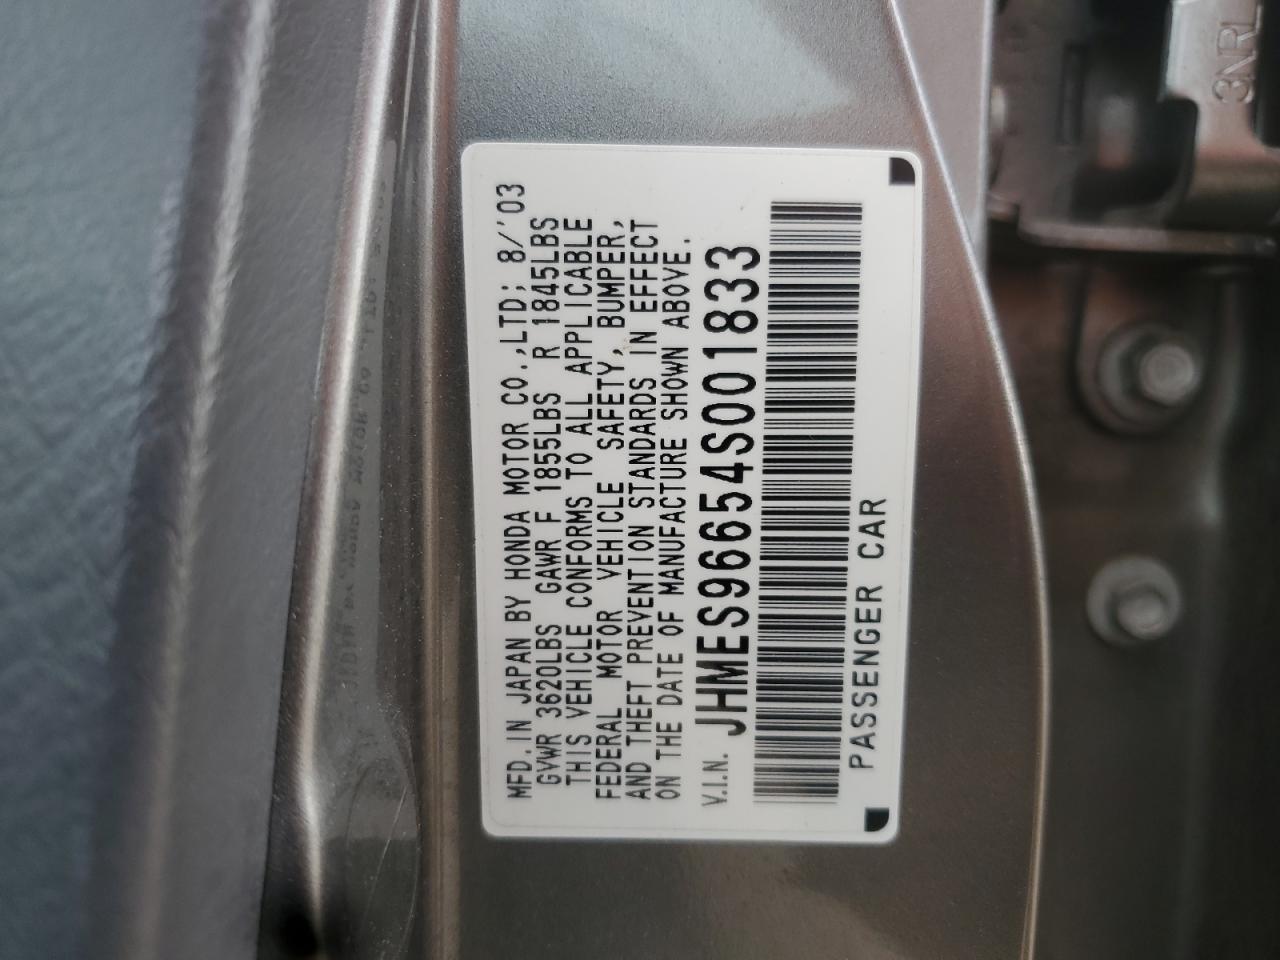 MFD. IN JAPAN BY HONDA MOTOR CO.,LTD; 8/'03
GVWR 3620LBS GAWR F 1855LBS R 1845LBS
THIS VEHICLE CONFORMS TO ALL APPLICABLE
FEDERAL MOTOR VEHICLE SAFETY, BUMPER,
AND THEFT PREVENTION STANDARDS IN EFFECT
ON THE DATE OF MANUFACTURE SHOWN ABOVE.
V.I.N. JHMES96654S001833
PASSENGER CAR
3NRL